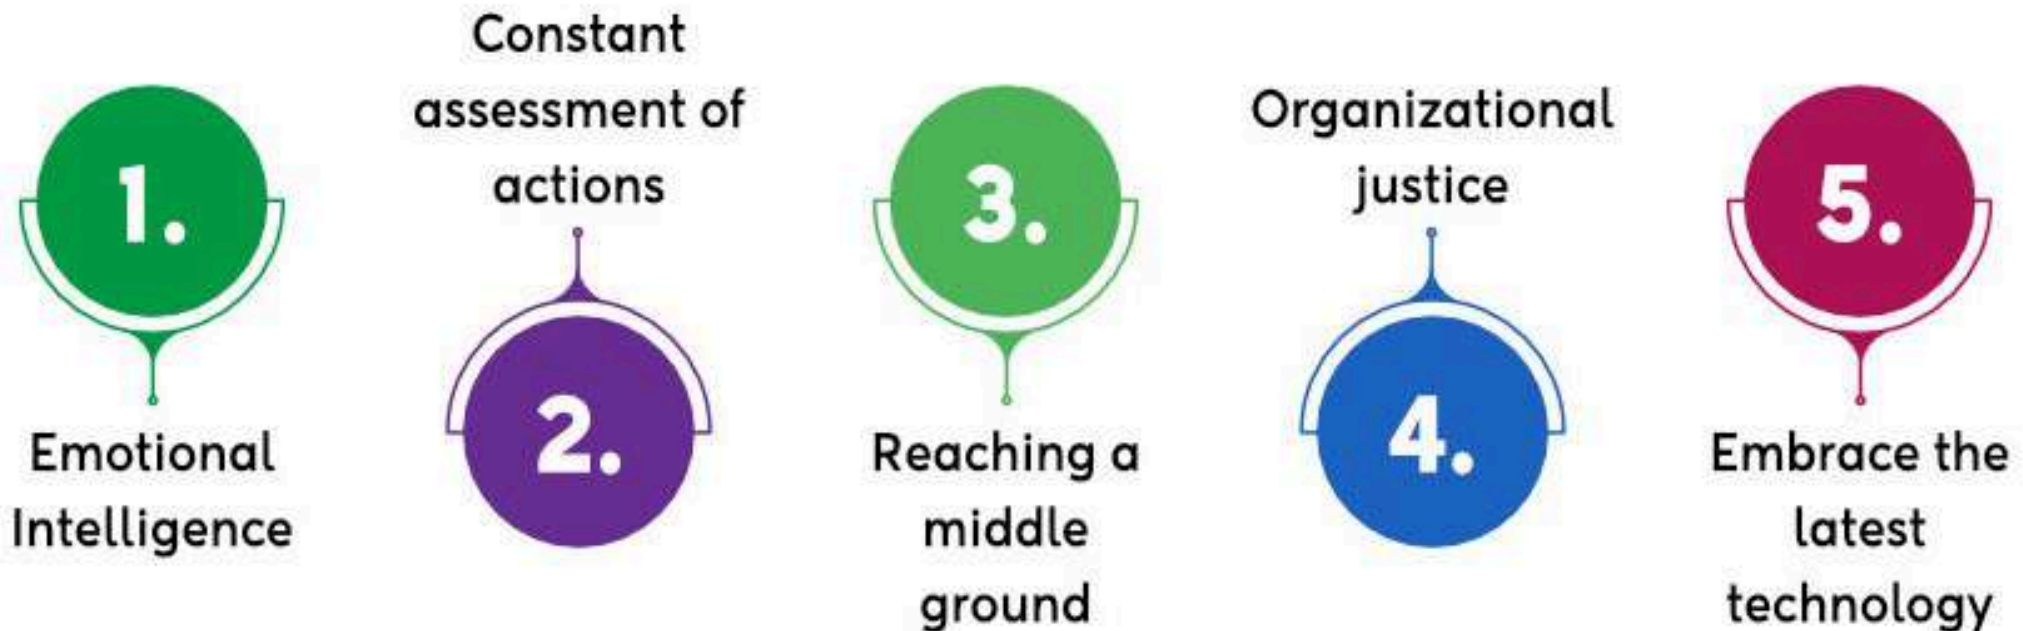 1.
Emotional
Intelligence
Constant
assessment of
actions
2.
3.
Reaching a
middle
ground
Organizational
justice
4.
5.
Embrace the
latest
technology